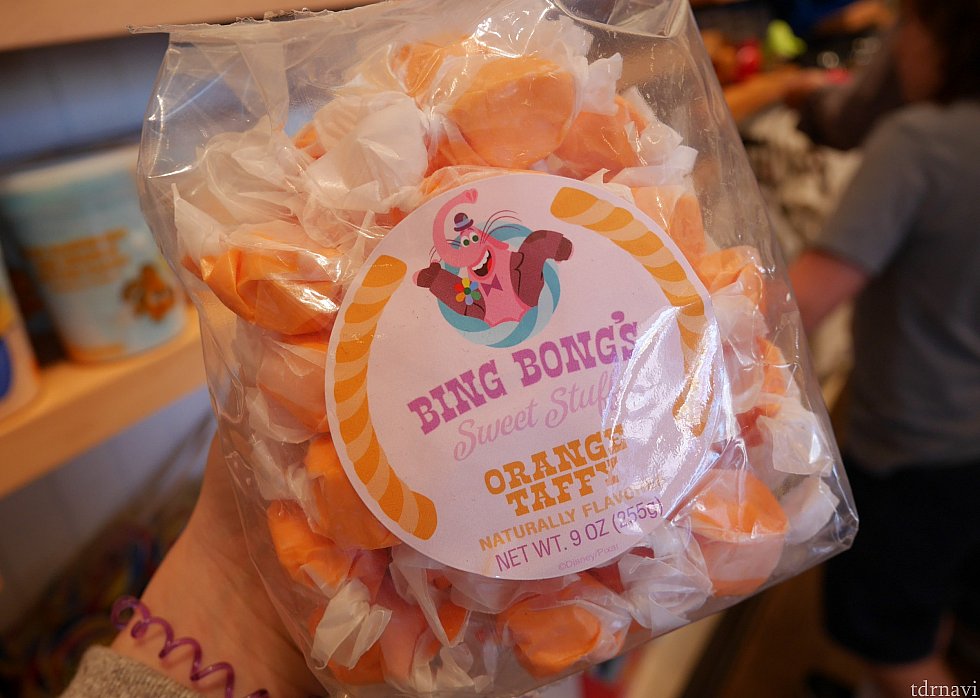 BING BONG'S
Sweet Stuff
ORANGE
TAFFY
NATURALLY FLAVORED
NET WT. 9 OZ (255g)
©Disney/Pixar
tdrnavi